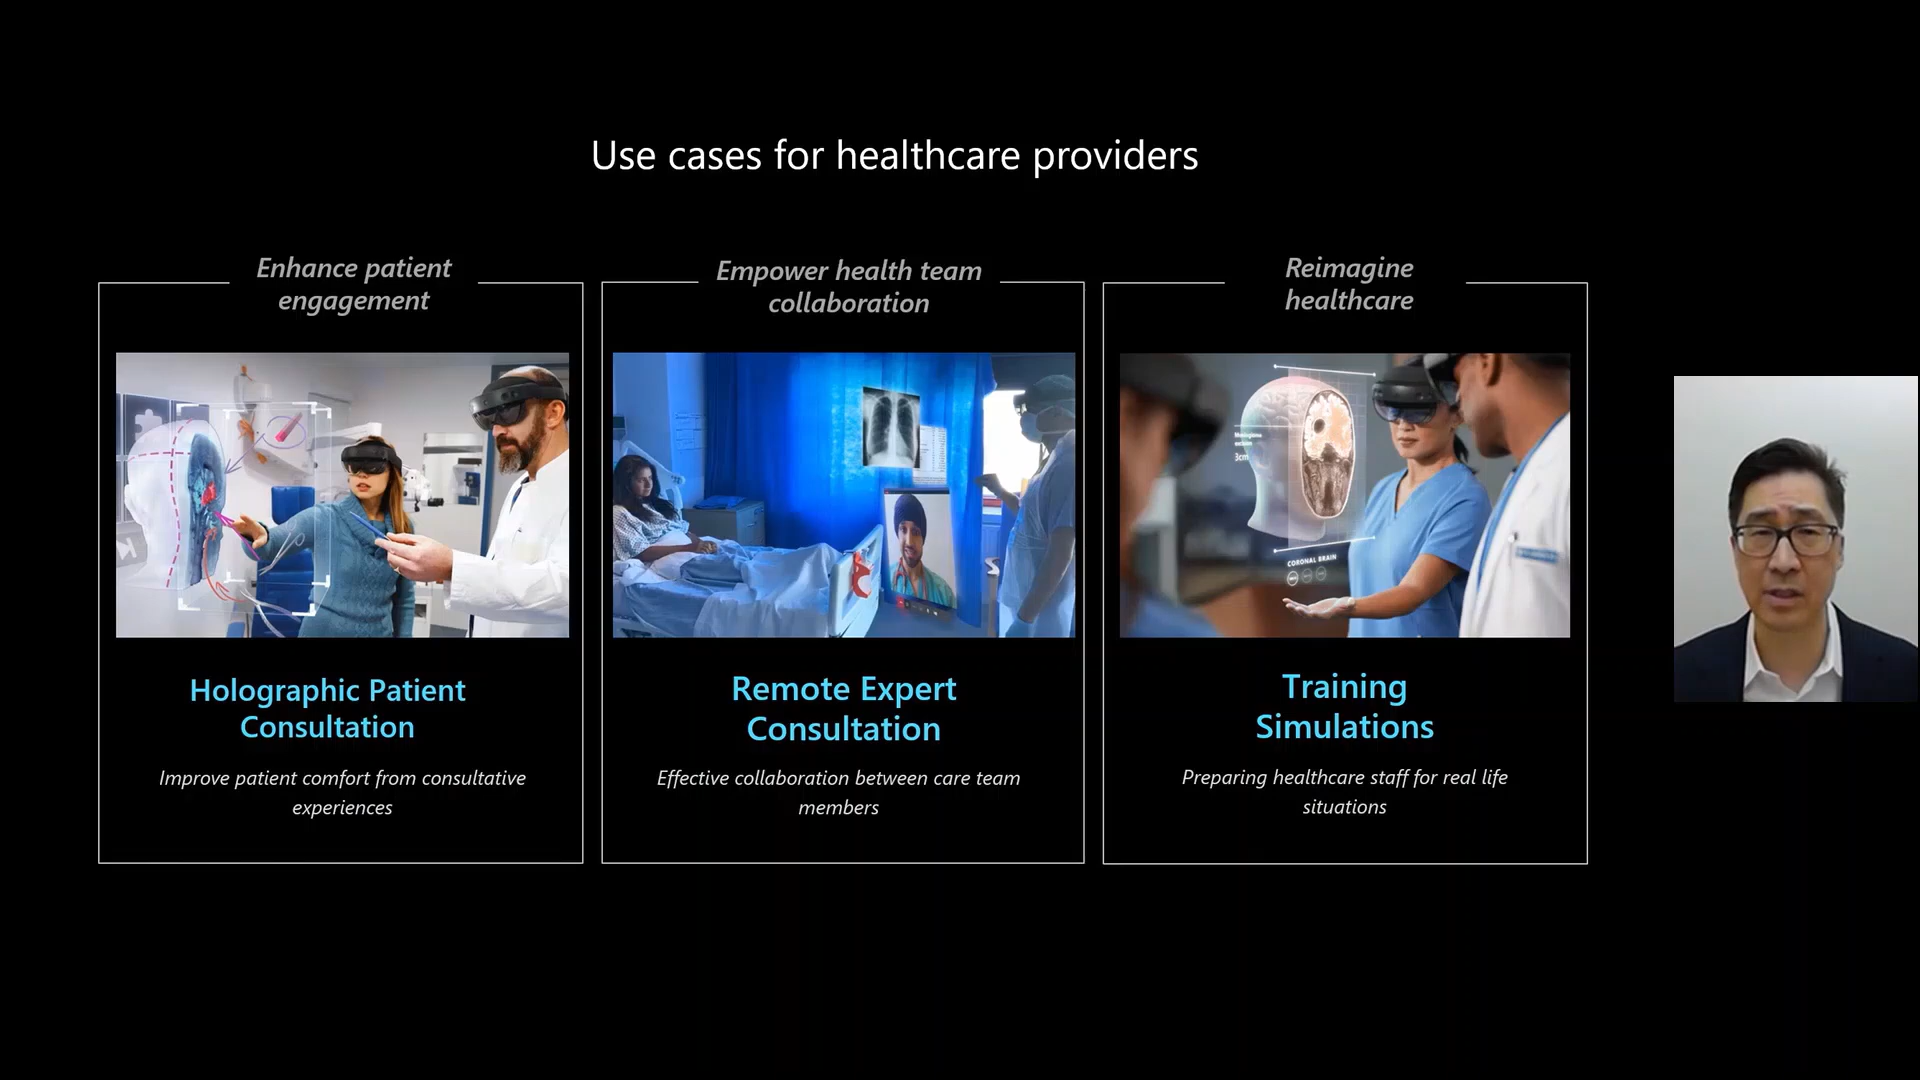 Use cases for healthcare providers
Enhance patient
engagement
Holographic Patient
Consultation
Improve patient comfort from consultative
experiences
Empower health team
collaboration
Remote Expert
Consultation
Effective collaboration between care team
members
Reimagine
healthcare
3cm
CORONAL BRAIN
Training
Simulations
Preparing healthcare staff for real life
situations